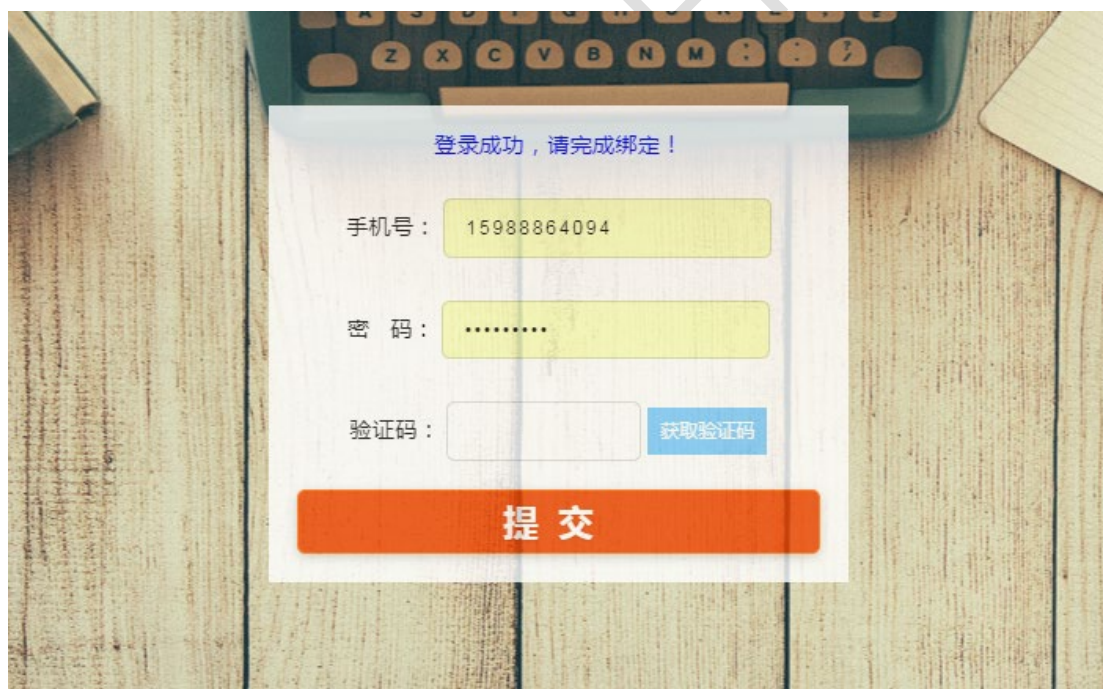 A S D F G H J K L
Z X C V B N M
登录成功，请完成绑定！
手机号： 15988864094
密 码： •••••••••
验证码： 获取验证码
提 交